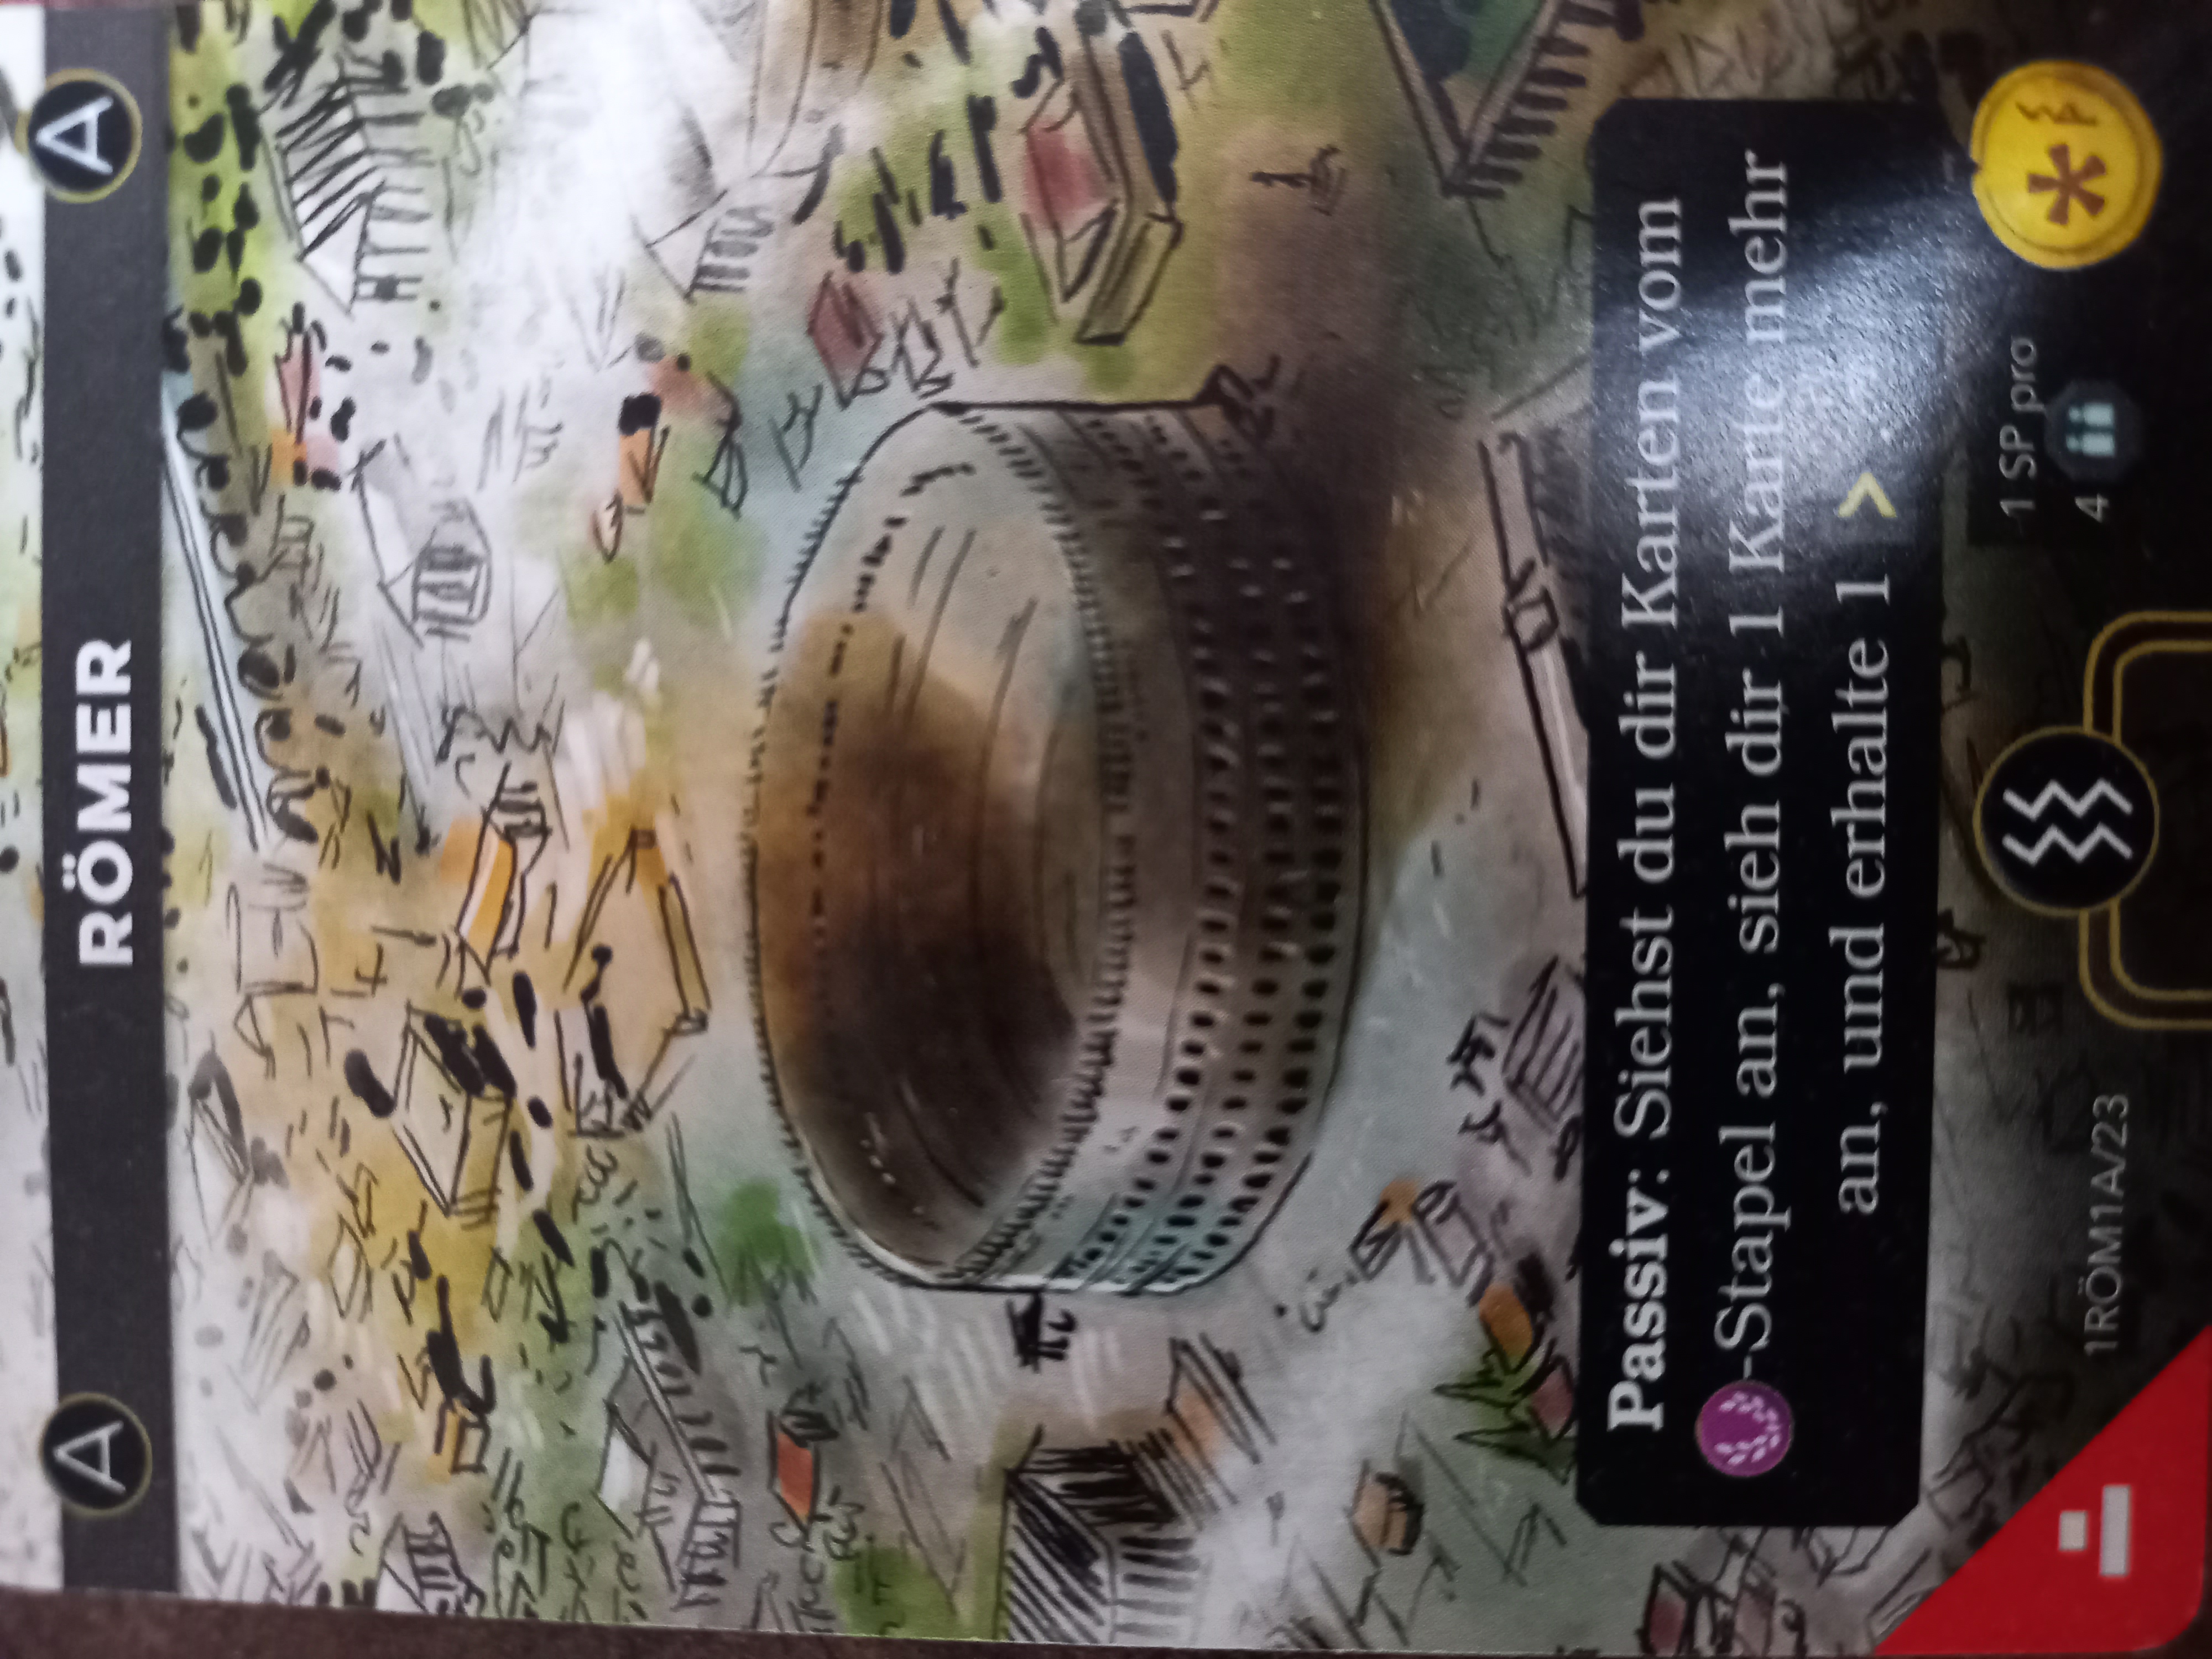 A RÖMER A
Passiv: Siehst du dir Karten vom
-Stapel an, sieh dir 1 Karte mehr
an, und erhalte 1 >
1 SP pro
4
1RÖM1A/23